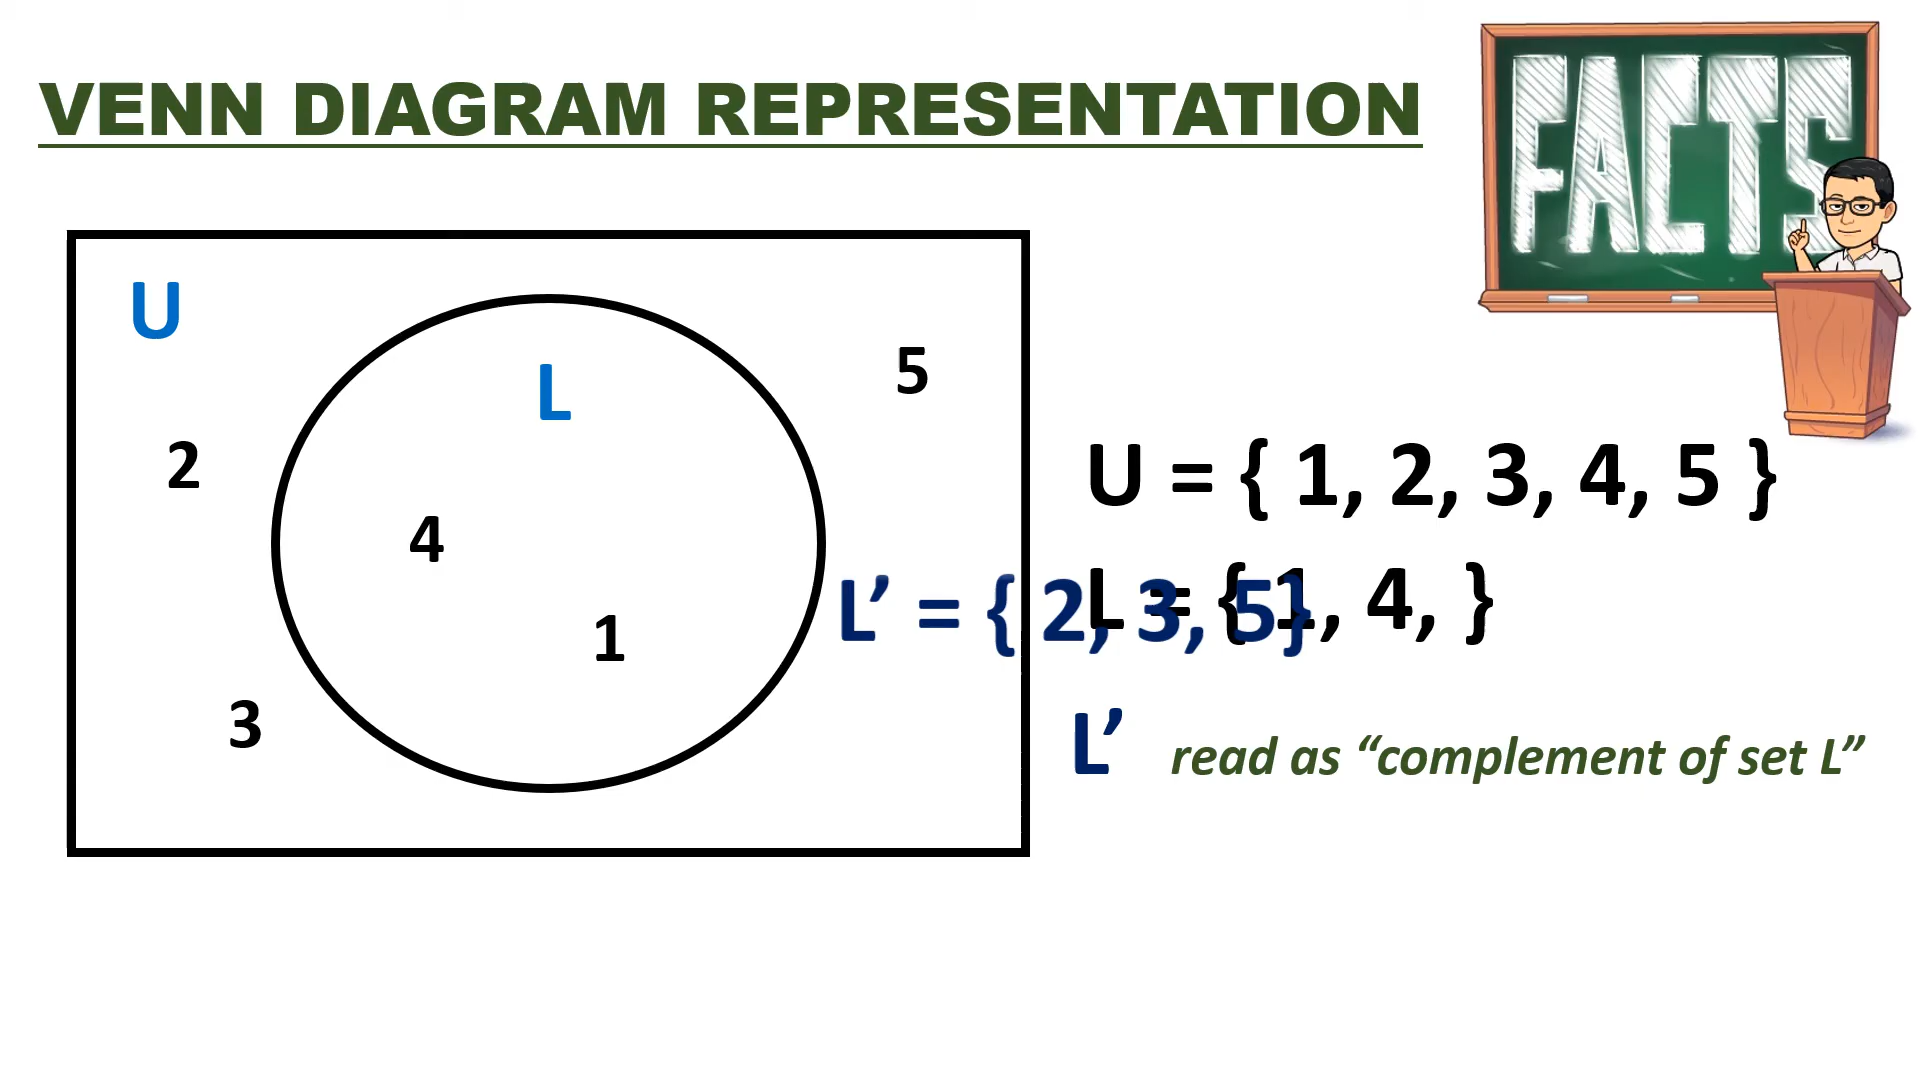 VENN DIAGRAM REPRESENTATION
FACTS
U
L
5
2
4
1
3
U = { 1, 2, 3, 4, 5 }
L = { 1, 4, }
L’ = { 2, 3, 5}
L’ read as “complement of set L”